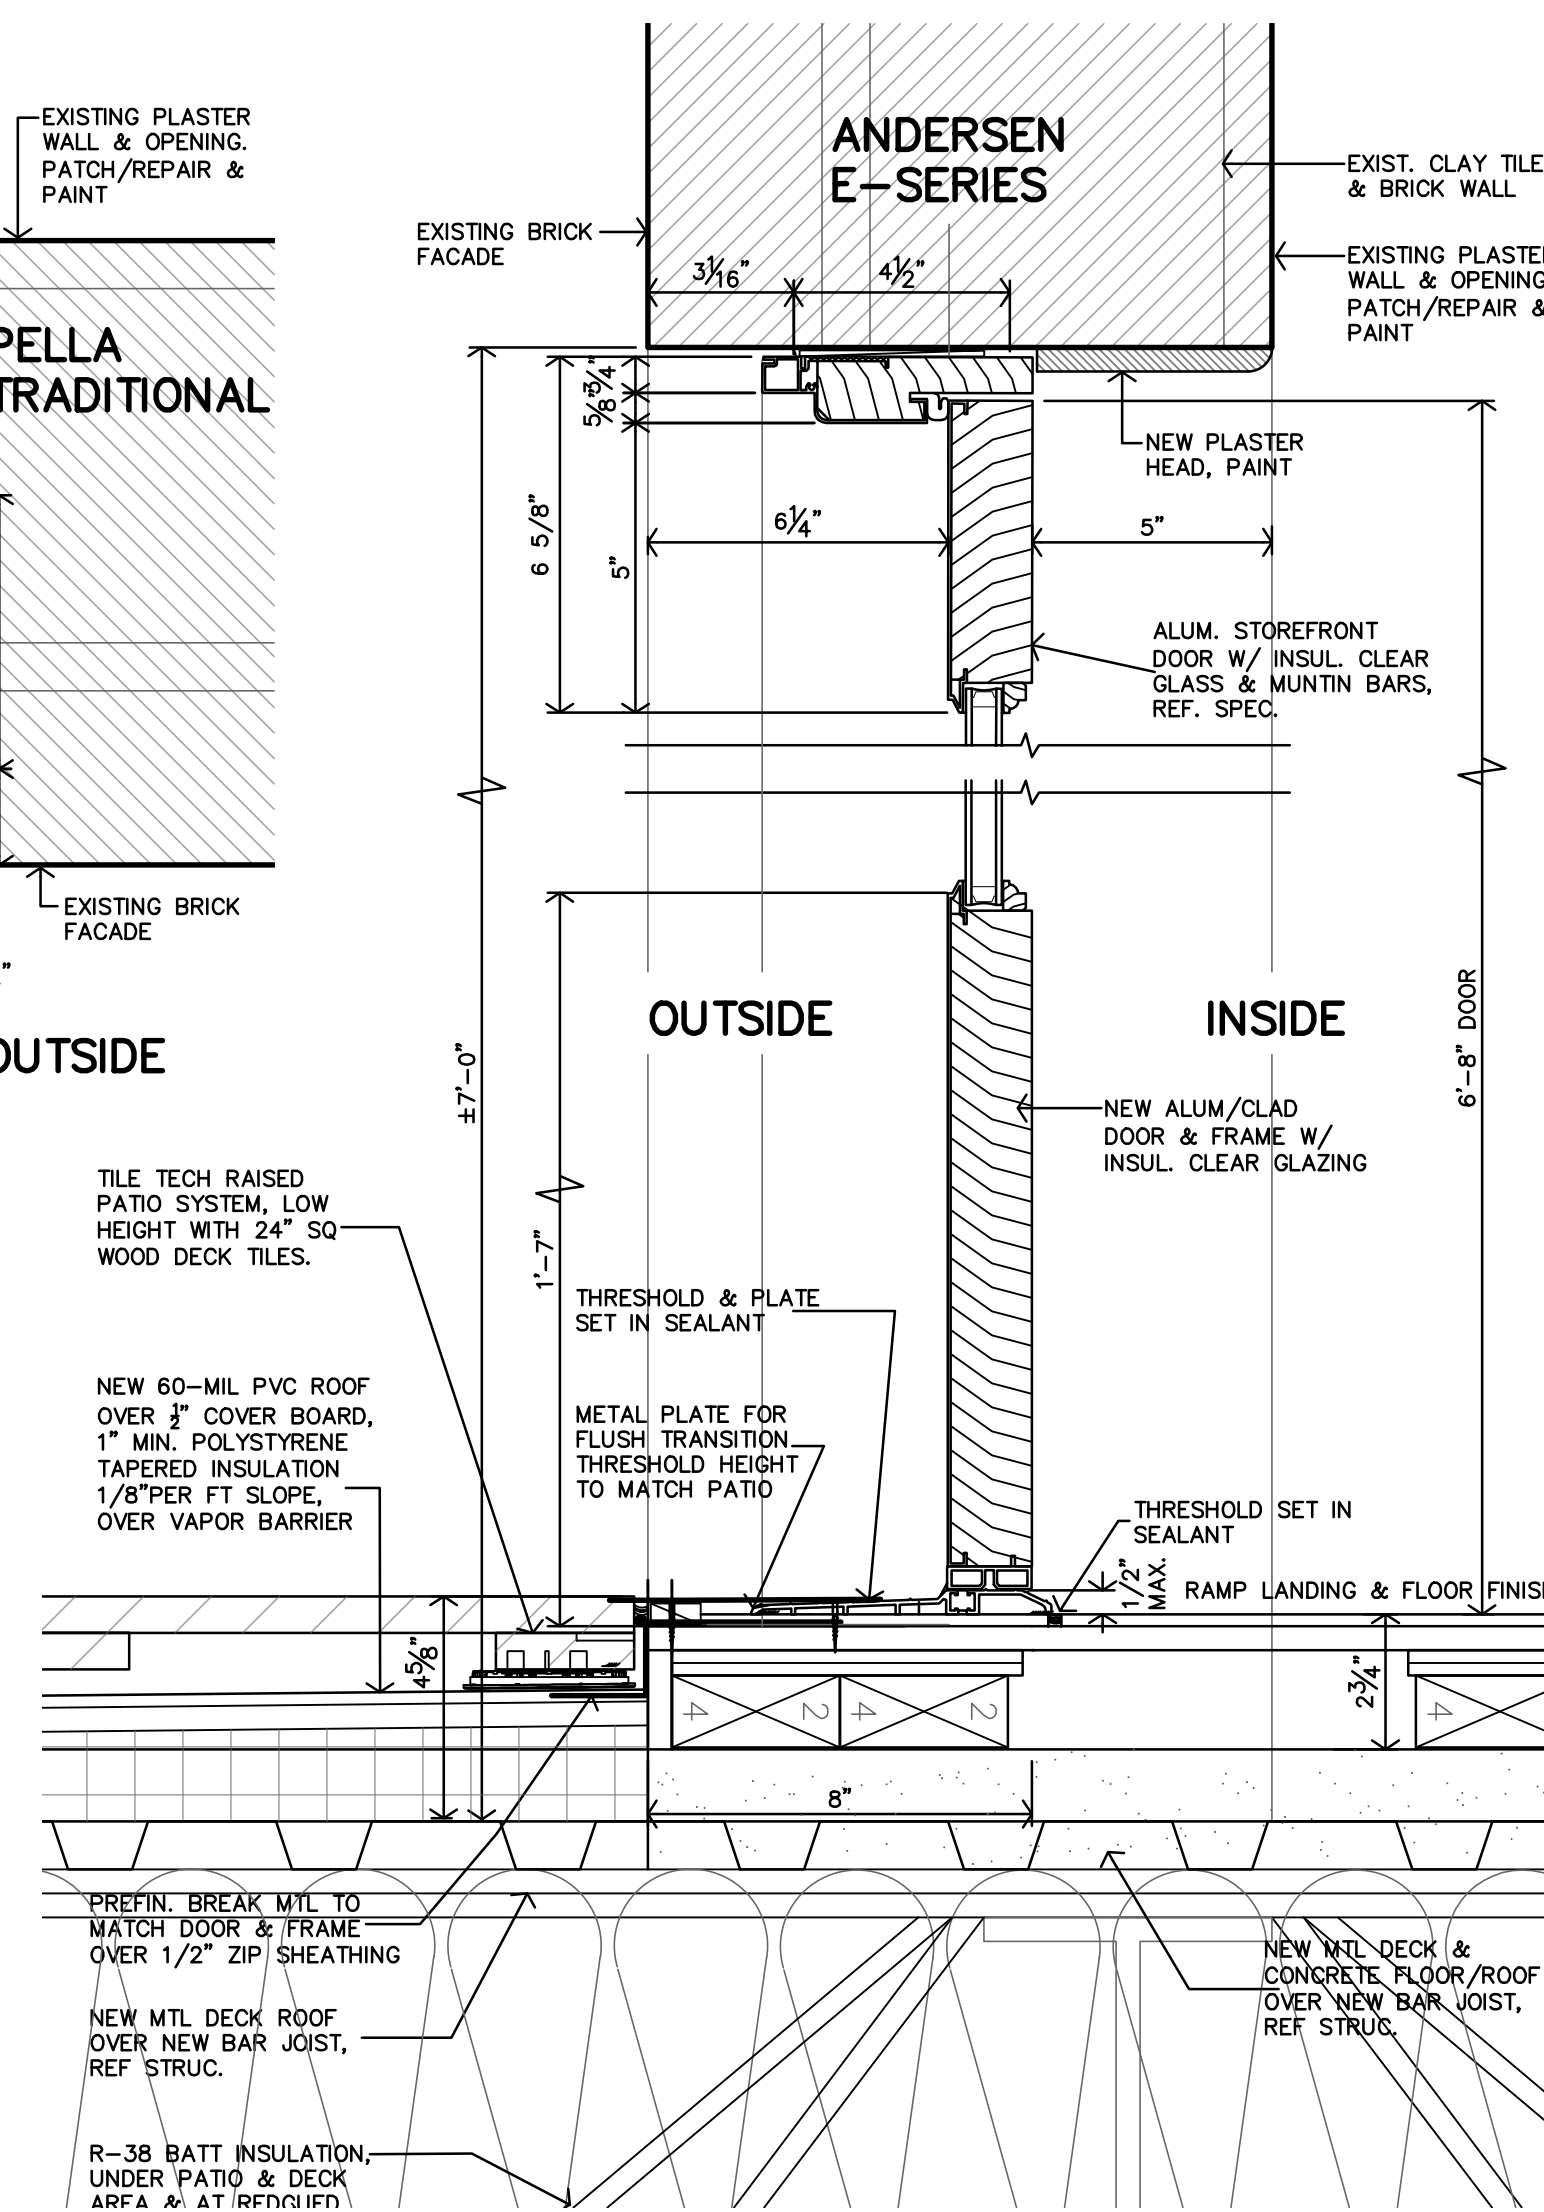 EXISTING PLASTER
WALL & OPENING.
PATCH/REPAIR &
PAINT
PELLA
TRADITIONAL
EXISTING BRICK
FACADE
OUTSIDE
ANDERSEN
E-SERIES
EXISTING BRICK
FACADE
EXIST. CLAY TILE
& BRICK WALL
EXISTING PLASTER
WALL & OPENING
PATCH/REPAIR &
PAINT
3 1/16"
4 1/2"
3/4"
5/8"
NEW PLASTER
HEAD, PAINT
6 5/8"
5"
6 1/4"
5"
ALUM. STOREFRONT
DOOR W/ INSUL. CLEAR
GLASS & MUNTIN BARS,
REF. SPEC.
OUTSIDE
INSIDE
±7'-0"
6'-8" DOOR
NEW ALUM/CLAD
DOOR & FRAME W/
INSUL. CLEAR GLAZING
TILE TECH RAISED
PATIO SYSTEM, LOW
HEIGHT WITH 24" SQ
WOOD DECK TILES.
1'-7"
THRESHOLD & PLATE
SET IN SEALANT
NEW 60-MIL PVC ROOF
OVER 1/2" COVER BOARD,
1" MIN. POLYSTYRENE
TAPERED INSULATION
1/8"PER FT SLOPE,
OVER VAPOR BARRIER
METAL PLATE FOR
FLUSH TRANSITION
THRESHOLD HEIGHT
TO MATCH PATIO
THRESHOLD SET IN
SEALANT
1/2"
MAX.
RAMP LANDING & FLOOR FINISH
4 5/8"
2 3/4"
4
2
4
2
4
8"
PREFIN. BREAK MTL TO
MATCH DOOR & FRAME
OVER 1/2" ZIP SHEATHING
NEW MTL DECK ROOF
OVER NEW BAR JOIST,
REF STRUC.
NEW MTL DECK &
CONCRETE FLOOR/ROOF
OVER NEW BAR JOIST,
REF STRUC.
R-38 BATT INSULATION,
UNDER PATIO & DECK
AREA & AT REDGUED